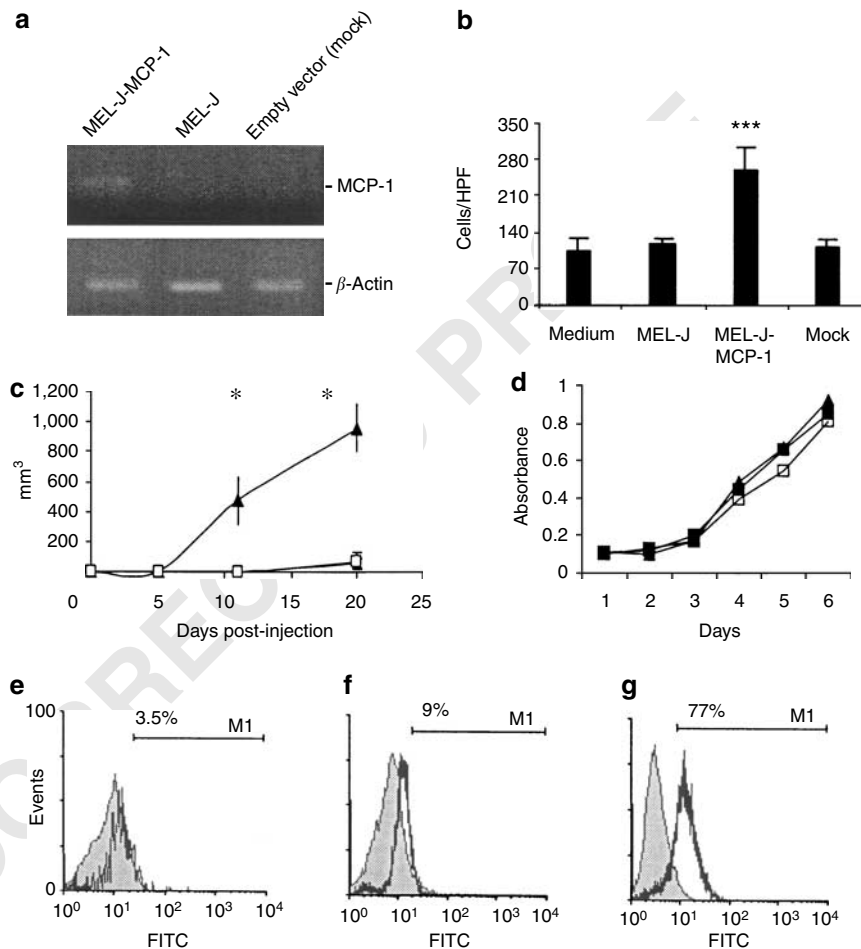 a
MEL-J-MCP-1
MEL-J
Empty vector (mock)
MCP-1
β-Actin
b
Cells/HPF
350
280
210
140
70
0
***
Medium
MEL-J
MEL-J-
MCP-1
Mock
c
mm³
1,200
1,000
800
600
400
200
* *
0 5 10 15 20 25
Days post-injection
d
Absorbance
1
0.8
0.6
0.4
0.2
0
1 2 3 4 5 6
Days
e
100
Events
0
3.5%
M1
10⁰ 10¹ 10² 10³ 10⁴
FITC
f
9%
M1
10⁰ 10¹ 10² 10³ 10⁴
FITC
g
77%
M1
10⁰ 10¹ 10² 10³ 10⁴
FITC